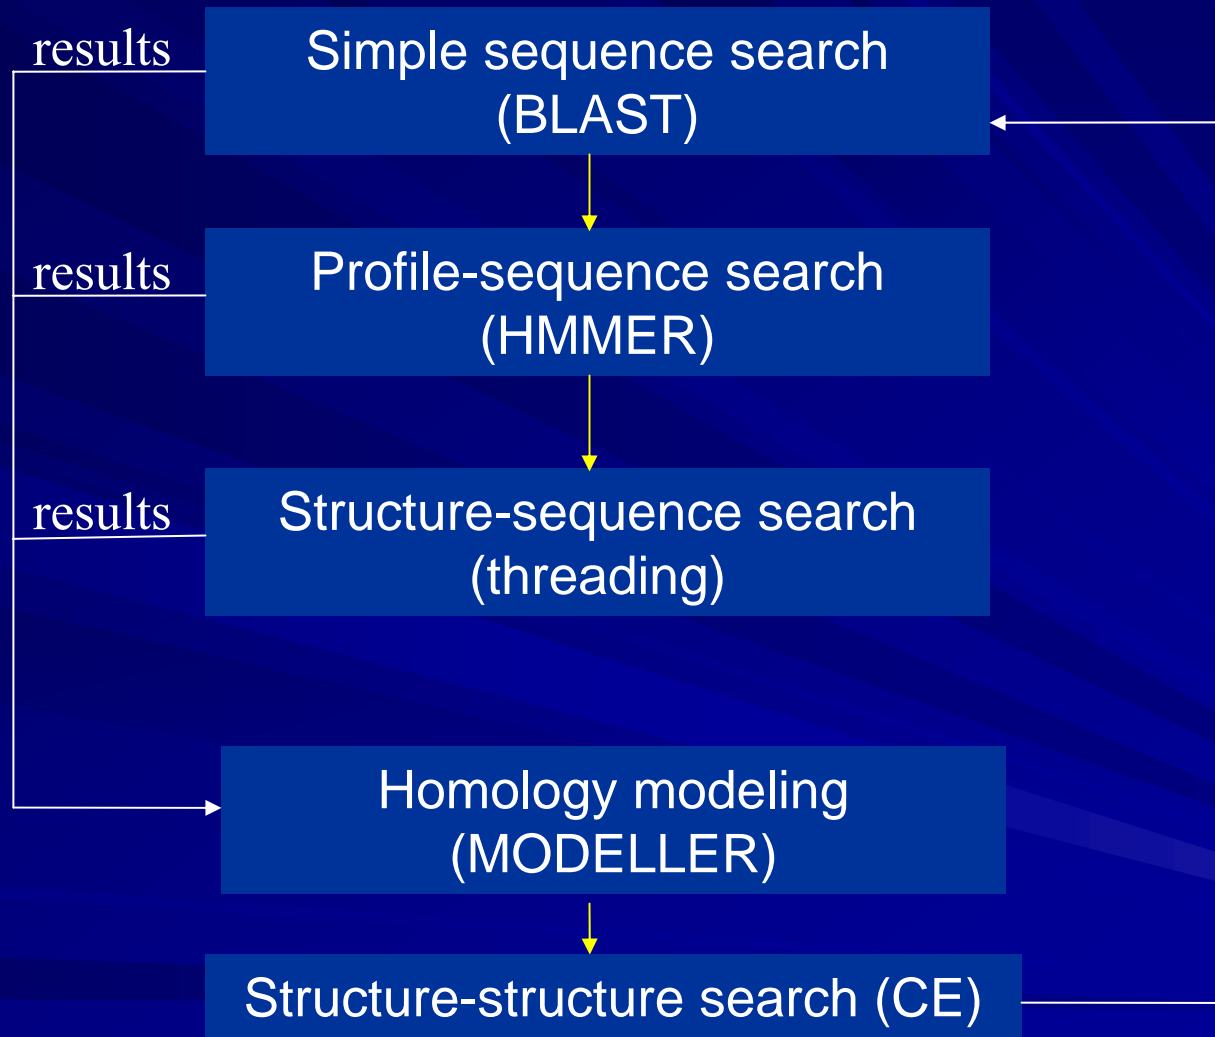 results
Simple sequence search
(BLAST)
results
Profile-sequence search
(HMMER)
results
Structure-sequence search
(threading)
Homology modeling
(MODELLER)
Structure-structure search (CE)